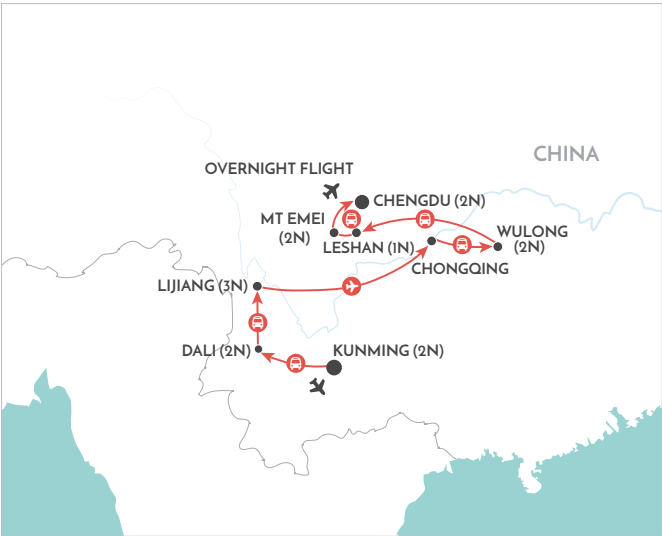 CHINA
OVERNIGHT FLIGHT
CHENGDU (2N)
MT EMEI
(2N)
LESHAN (1N)
WULONG
(2N)
CHONGQING
LIJIANG (3N)
DALI (2N)
KUNMING (2N)